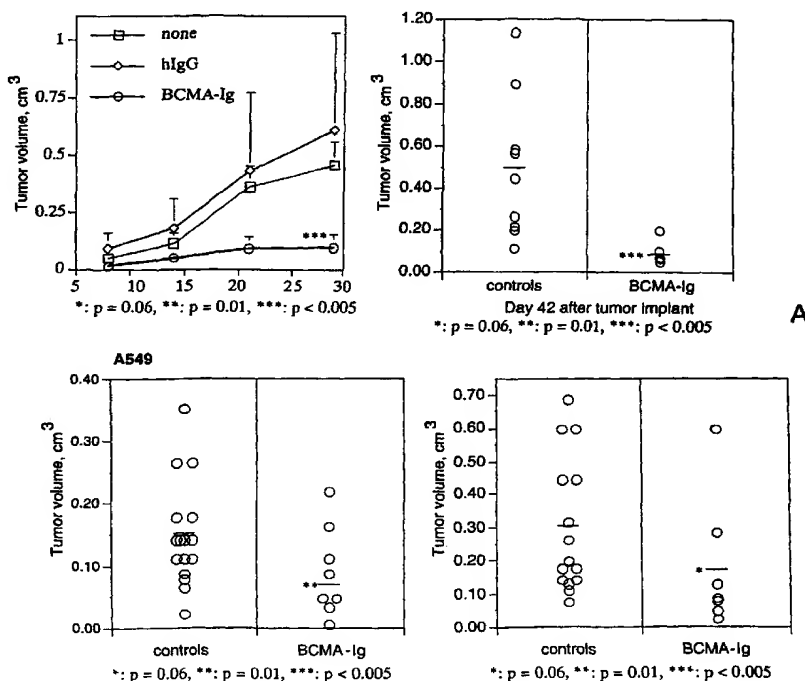 none
hIgG
BCMA-Ig
Tumor volume, cm3
1
0.75
0.5
0.25
0
***
5 10 15 20 25 30
*: p = 0.06, **: p = 0.01, ***: p < 0.005
Tumor volume, cm3
1.20
1.00
0.80
0.60
0.40
0.20
0.00
***
controls BCMA-Ig
Day 42 after tumor implant
*: p = 0.06, **: p = 0.01, ***: p < 0.005
A
A549
Tumor volume, cm3
0.40
0.30
0.20
0.10
0.00
**
controls BCMA-Ig
*: p = 0.06, **: p = 0.01, ***: p < 0.005
Tumor volume, cm3
0.70
0.60
0.50
0.40
0.30
0.20
0.10
0.00
*
controls BCMA-Ig
*: p = 0.06, **: p = 0.01, ***: p < 0.005